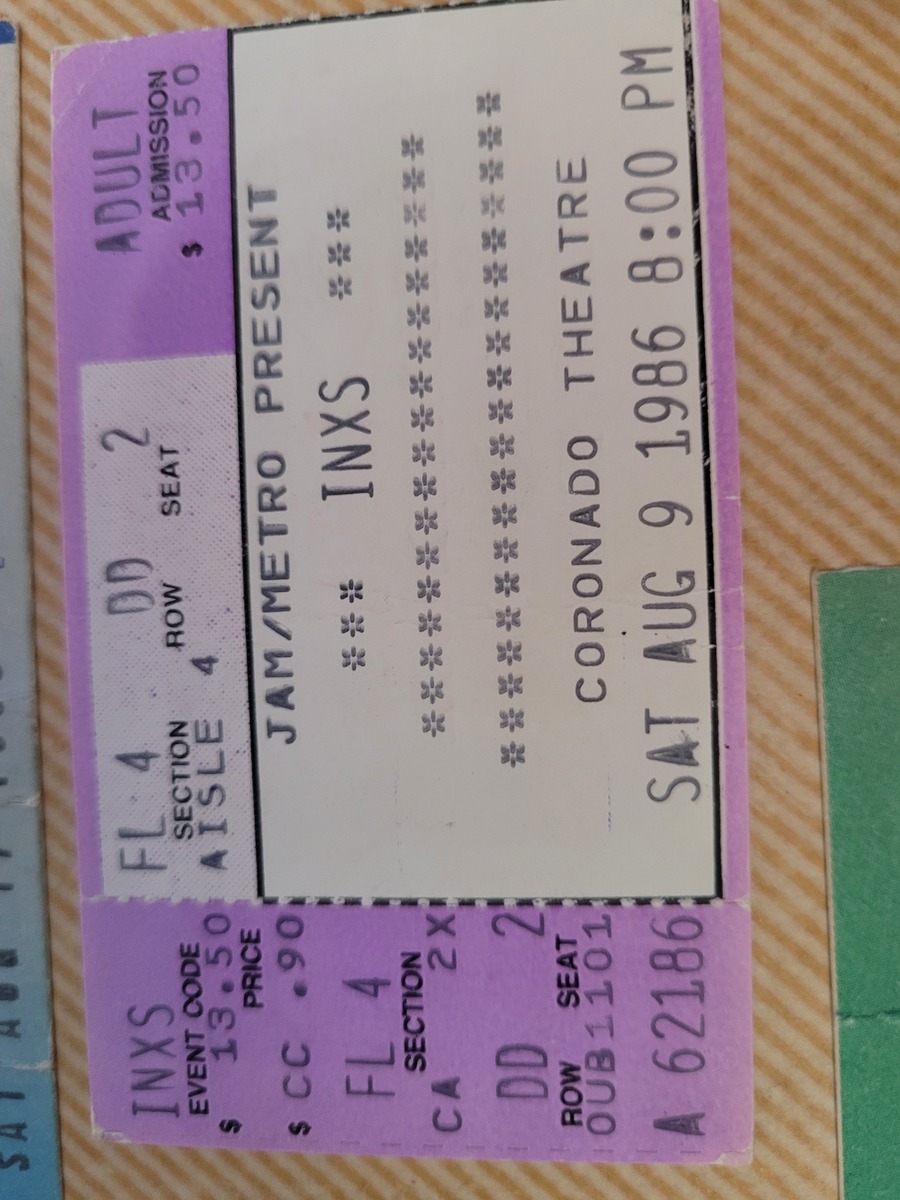 INXS
EVENT CODE
$ 13.50
PRICE
$ CC .90
FL 4
SECTION
CA 2X
DD 2
ROW SEAT
OUB1101
A 62186
FL 4 DD 2 ADULT
SECTION ROW SEAT ADMISSION
AISLE 4 $ 13.50
JAM/METRO PRESENT
*** INXS ***
*******************
*********************
CORONADO THEATRE
SAT AUG 9 1986 8:00 PM